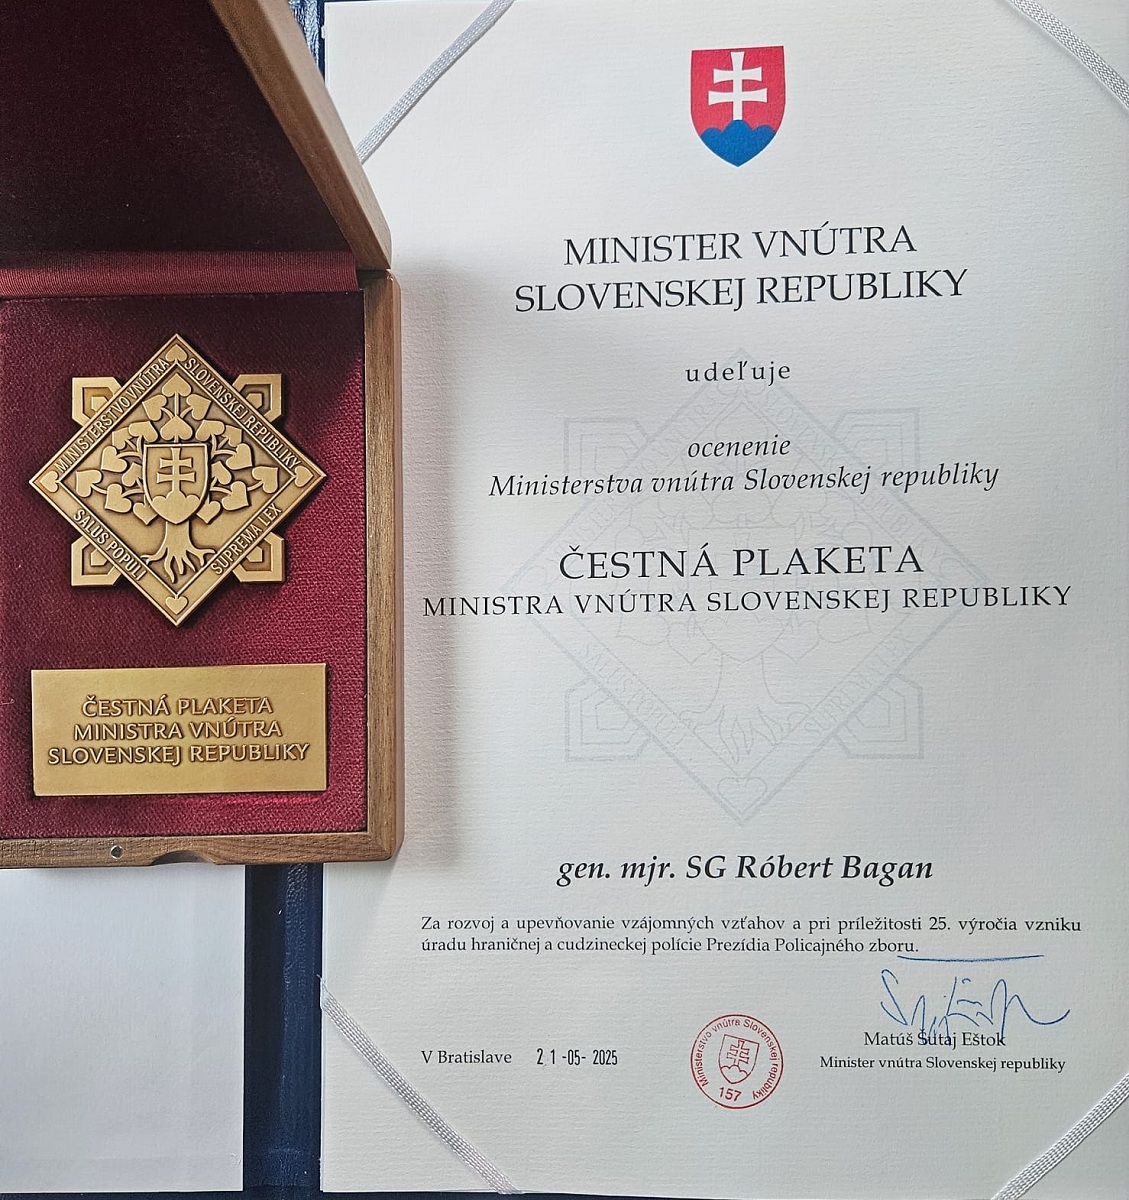 MINISTERSTVO VNÚTRA
SLOVENSKEJ REPUBLIKY
SALUS POPULI
SUPREMA LEX
ČESTNÁ PLAKETA
MINISTRA VNÚTRA
SLOVENSKEJ REPUBLIKY
MINISTER VNÚTRA
SLOVENSKEJ REPUBLIKY
udeľuje
ocenenie
Ministerstva vnútra Slovenskej republiky
ČESTNÁ PLAKETA
MINISTRA VNÚTRA SLOVENSKEJ REPUBLIKY
gen. mjr. SG Róbert Bagan
Za rozvoj a upevňovanie vzájomných vzťahov a pri príležitosti 25. výročia vzniku
úradu hraničnej a cudzineckej polície Prezídia Policajného zboru.
V Bratislave 21-05-2025
Ministerstvo vnútra Slovenskej republiky
157
Matúš Šutaj Eštok
Minister vnútra Slovenskej republiky